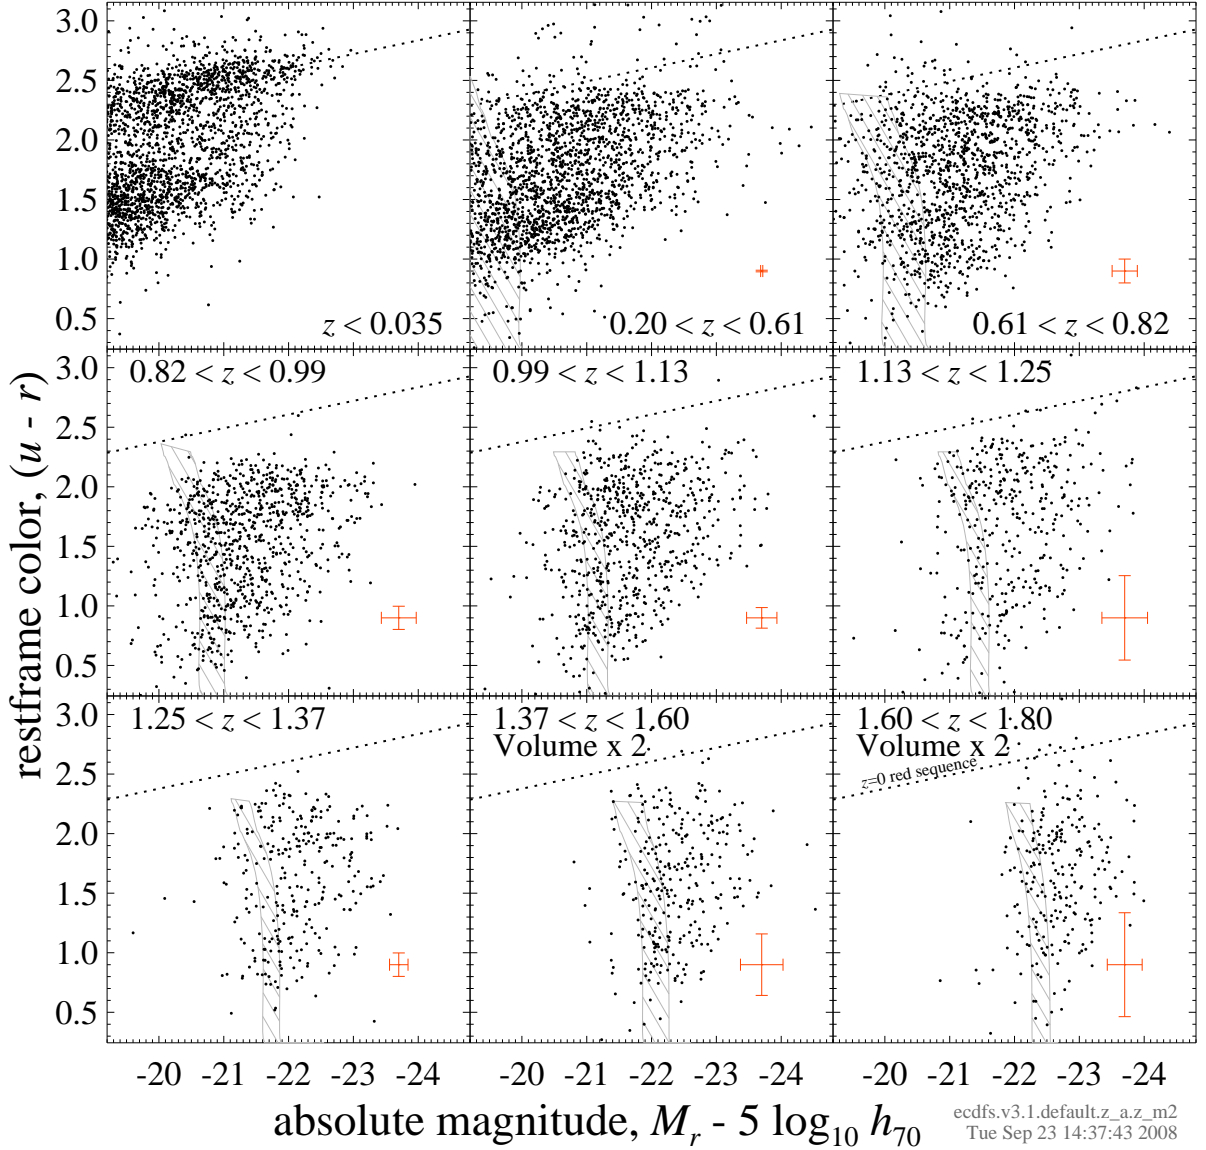 3.0
2.5
2.0
1.5
1.0
0.5
z < 0.035
0.20 < z < 0.61
0.61 < z < 0.82
3.0
2.5
2.0
1.5
1.0
0.5
0.82 < z < 0.99
0.99 < z < 1.13
1.13 < z < 1.25
restframe color, (u - r)
3.0
2.5
2.0
1.5
1.0
0.5
1.25 < z < 1.37
1.37 < z < 1.60
Volume x 2
1.60 < z < 1.80
Volume x 2
z=0 red sequence
-20 -21 -22 -23 -24
-20 -21 -22 -23 -24
-20 -21 -22 -23 -24
absolute magnitude, Mr - 5 log10 h70
ecdfs.v3.1.default.z_a.z_m2
Tue Sep 23 14:37:43 2008